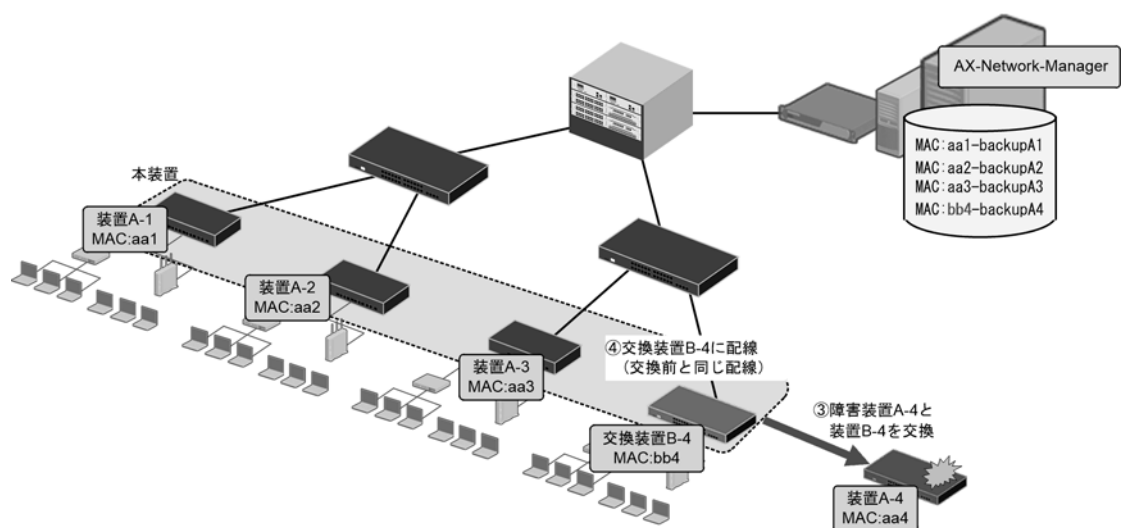 AX-Network-Manager
MAC:aa1-backupA1
MAC:aa2-backupA2
MAC:aa3-backupA3
MAC:bb4-backupA4
本装置
装置A-1
MAC:aa1
装置A-2
MAC:aa2
装置A-3
MAC:aa3
④交換装置B-4に配線
（交換前と同じ配線）
交換装置B-4
MAC:bb4
③障害装置A-4と
装置B-4を交換
装置A-4
MAC:aa4